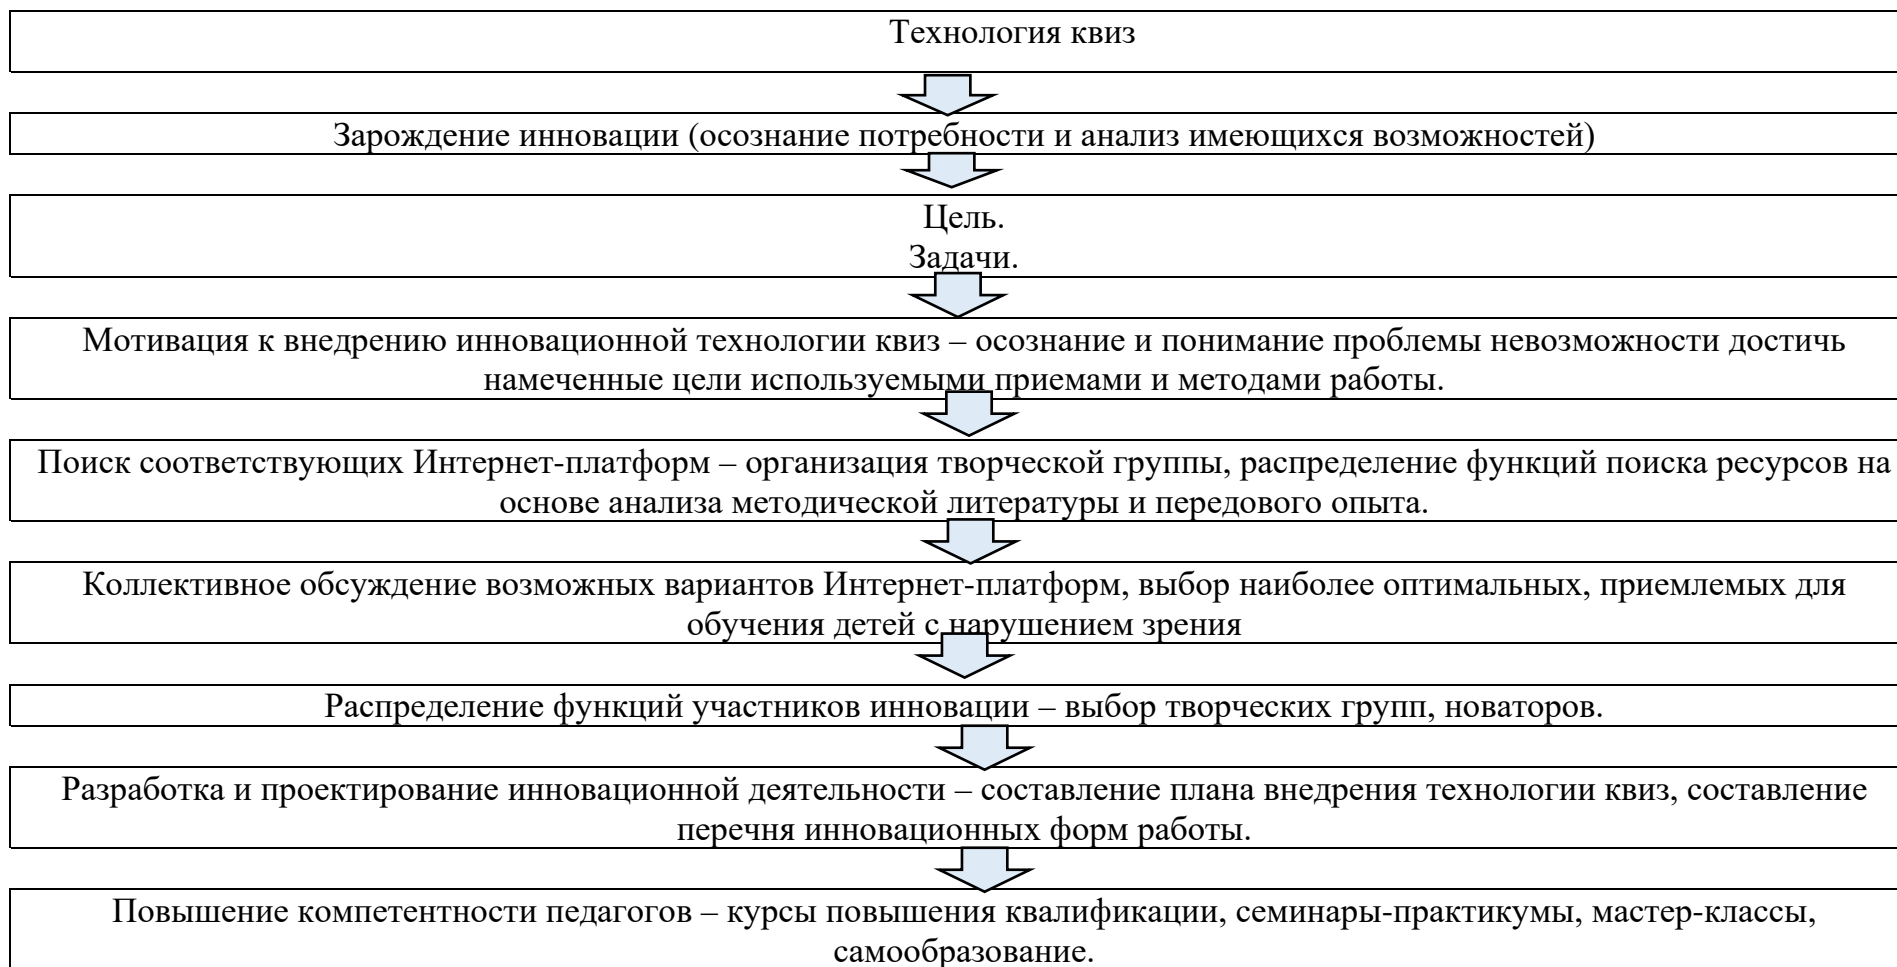 Технология квиз
Зарождение инновации (осознание потребности и анализ имеющихся возможностей)
Цель.
Задачи.
Мотивация к внедрению инновационной технологии квиз – осознание и понимание проблемы невозможности достичь
намеченные цели используемыми приемами и методами работы.
Поиск соответствующих Интернет-платформ – организация творческой группы, распределение функций поиска ресурсов на
основе анализа методической литературы и передового опыта.
Коллективное обсуждение возможных вариантов Интернет-платформ, выбор наиболее оптимальных, приемлемых для
обучения детей с нарушением зрения
Распределение функций участников инновации – выбор творческих групп, новаторов.
Разработка и проектирование инновационной деятельности – составление плана внедрения технологии квиз, составление
перечня инновационных форм работы.
Повышение компетентности педагогов – курсы повышения квалификации, семинары-практикумы, мастер-классы,
самообразование.